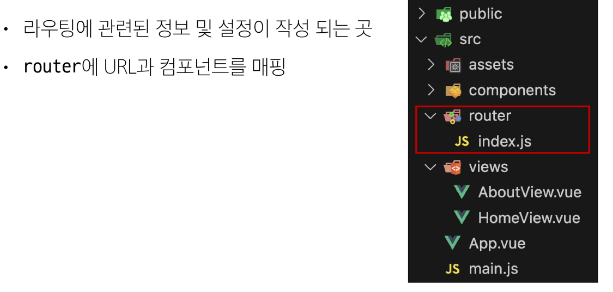 • 라우팅에 관련된 정보 및 설정이 작성 되는 곳
• router에 URL과 컴포넌트를 매핑
public
src
assets
components
router
JS index.js
views
AboutView.vue
HomeView.vue
App.vue
JS main.js